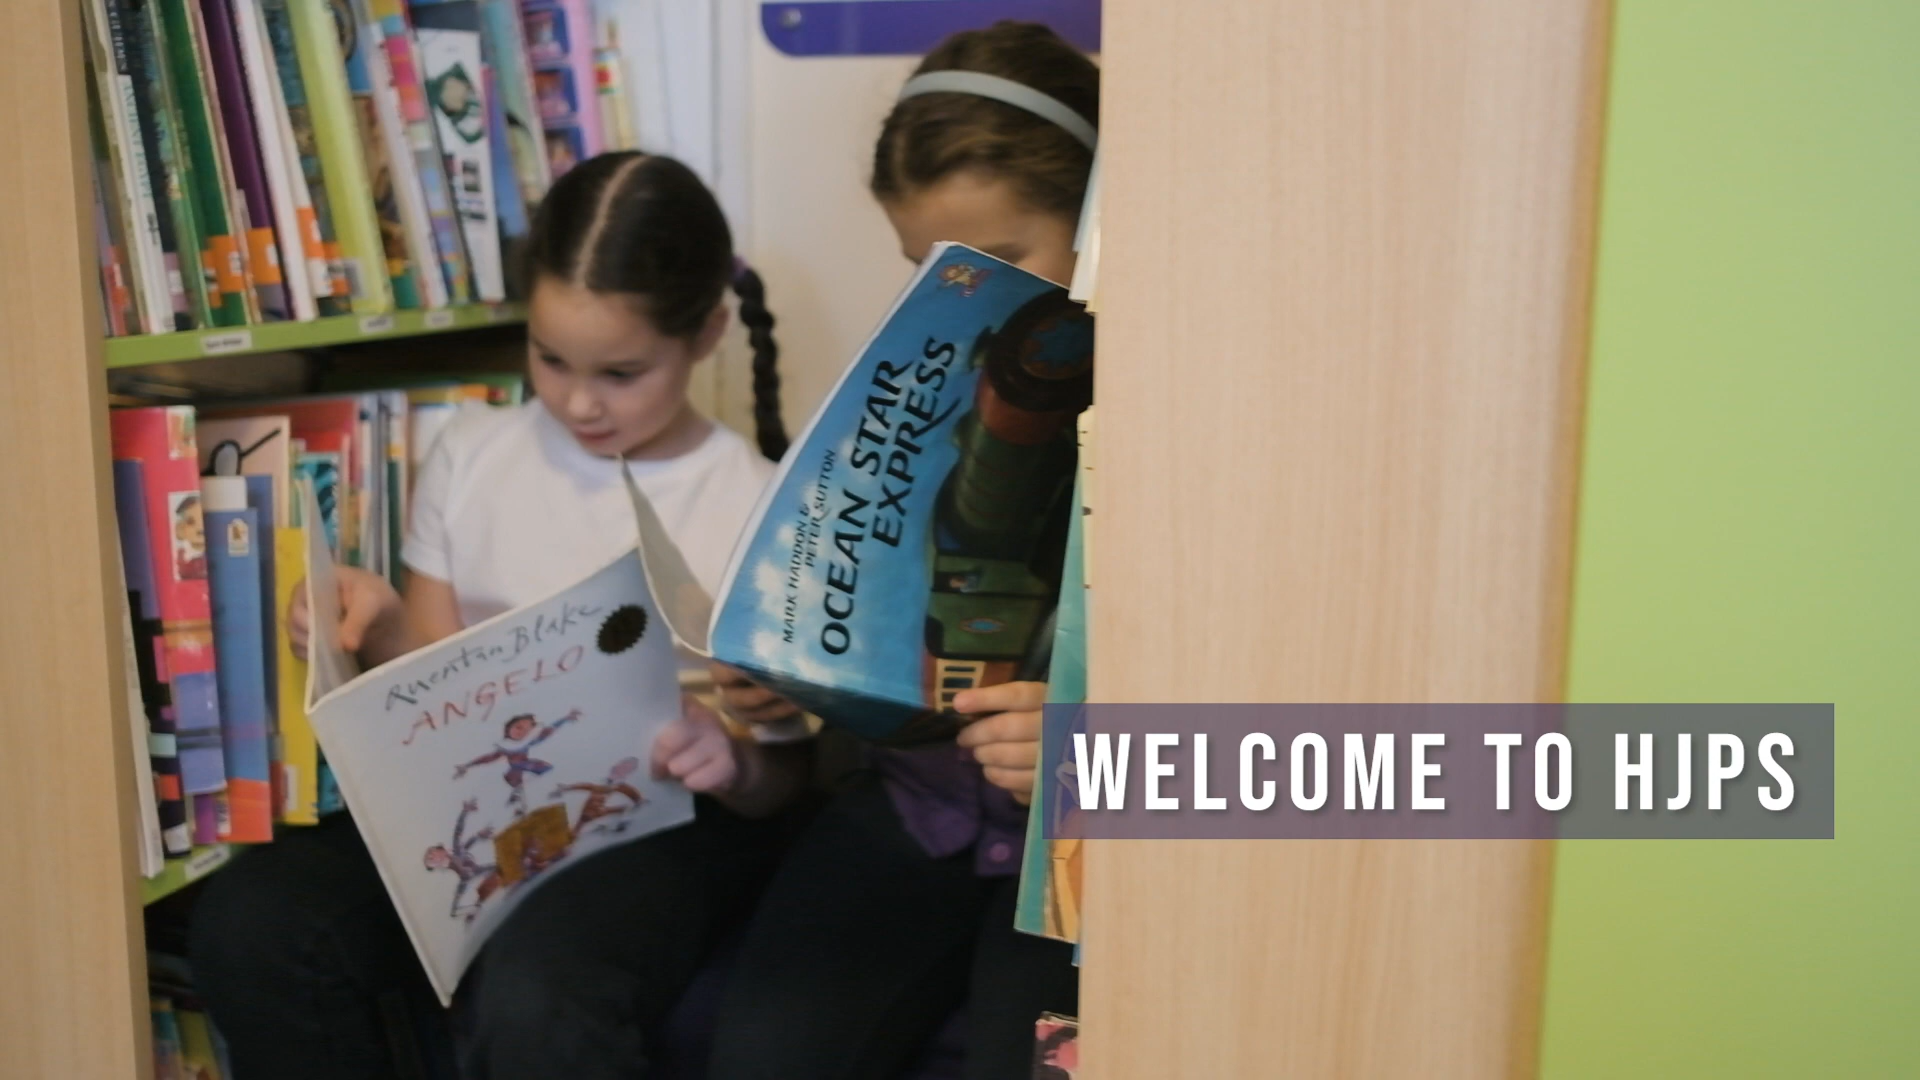 Quentin Blake
ANGELO
MARK HADDON &
PETER SUTTON
OCEAN STAR
EXPRESS
WELCOME TO HJPS